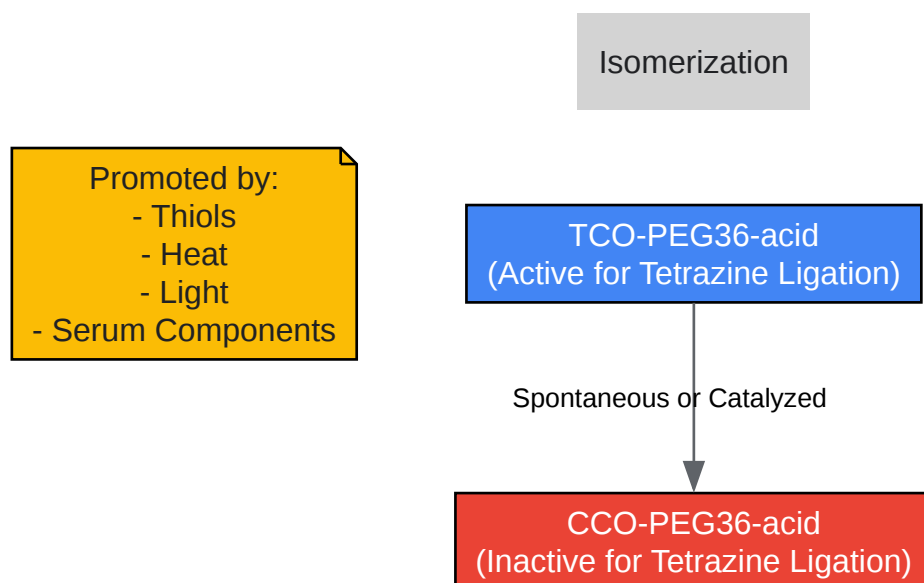 Isomerization
Promoted by:
- Thiols
- Heat
- Light
- Serum Components
TCO-PEG36-acid
(Active for Tetrazine Ligation)
Spontaneous or Catalyzed
CCO-PEG36-acid
(Inactive for Tetrazine Ligation)